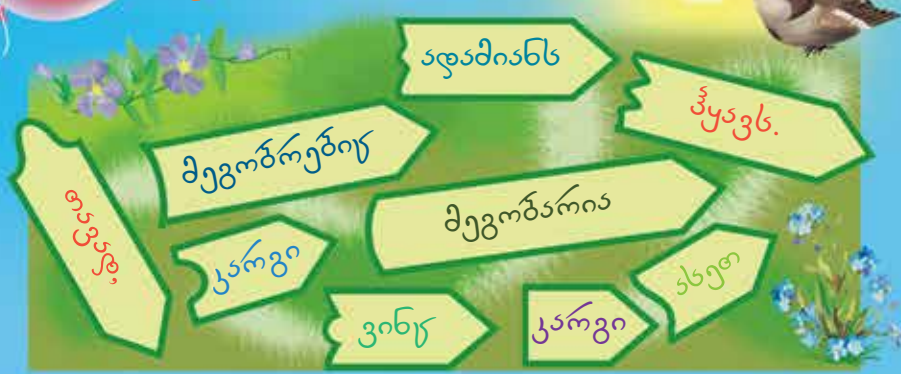 ადამიანს
ჰყავს.
მეგობრებიც
თავად,
მეგობარია
კარგი
ასეთ
ვინც
კარგი